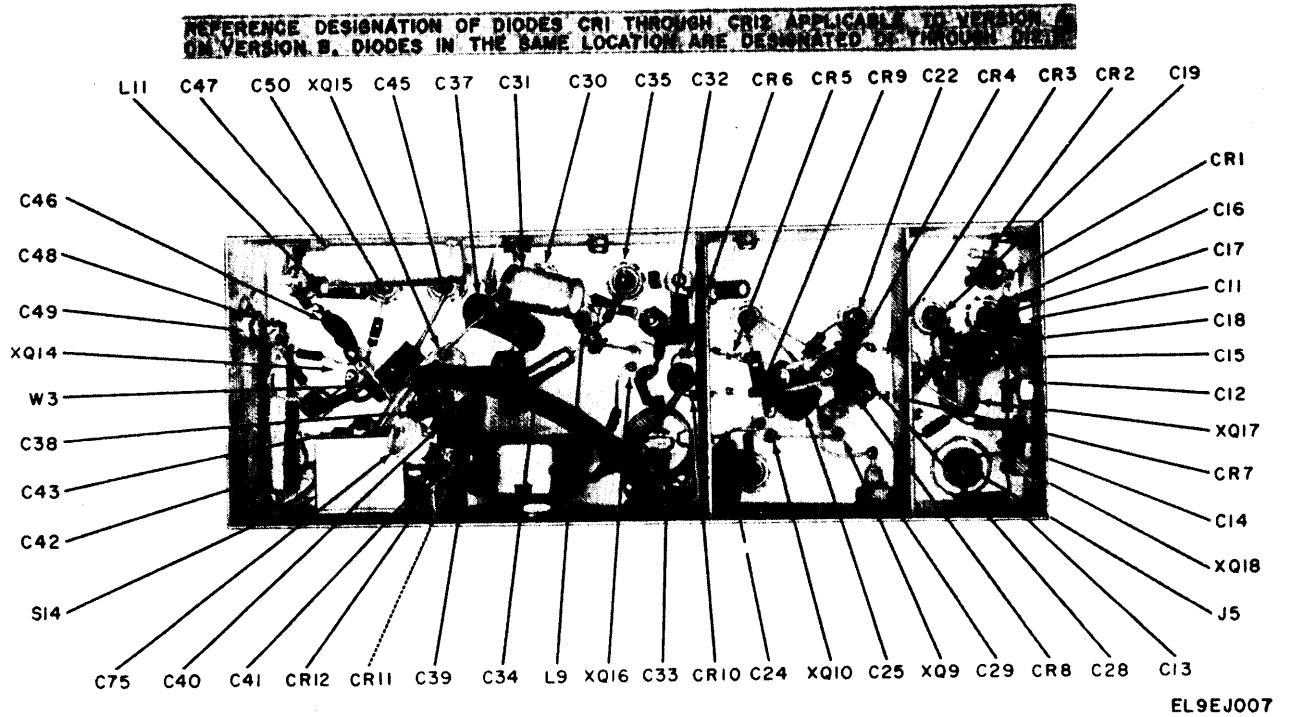 REFERENCE DESIGNATION OF DIODES CR1 THROUGH CR12 APPLICABLE TO VERSION A
ON VERSION B, DIODES IN THE SAME LOCATION ARE DESIGNATED D1 THROUGH D12
L11 C47 C50 XQ15 C45 C37 C31 C30 C35 C32 CR6 CR5 CR9 C22 CR4 CR3 CR2 C19
CR1
C46
C16
C48
C17
C11
C49
C18
XQ14
C15
W3
C12
C38
XQ17
CR7
C43
C14
C42
XQ18
S14
J5
C75 C40 C41 CR12 CR11 C39 C34 L9 XQ16 C33 CR10 C24 XQ10 C25 XQ9 C29 CR8 C28 C13
EL9EJ007